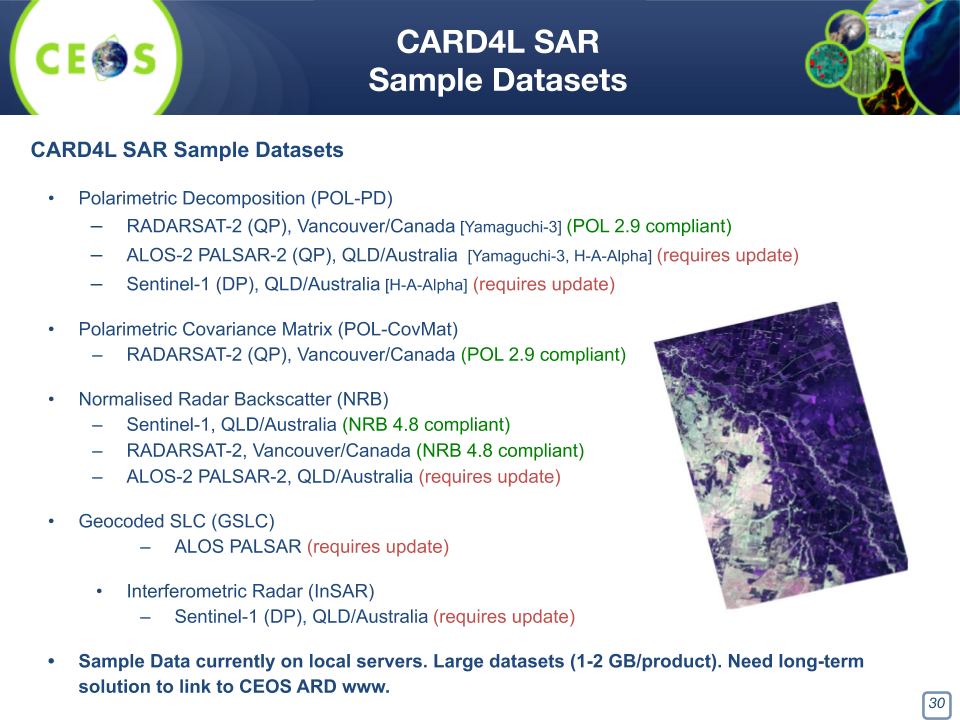 CEOS
CARD4L SAR
Sample Datasets
CARD4L SAR Sample Datasets
• Polarimetric Decomposition (POL-PD)
– RADARSAT-2 (QP), Vancouver/Canada [Yamaguchi-3] (POL 2.9 compliant)
– ALOS-2 PALSAR-2 (QP), QLD/Australia [Yamaguchi-3, H-A-Alpha] (requires update)
– Sentinel-1 (DP), QLD/Australia [H-A-Alpha] (requires update)
• Polarimetric Covariance Matrix (POL-CovMat)
– RADARSAT-2 (QP), Vancouver/Canada (POL 2.9 compliant)
• Normalised Radar Backscatter (NRB)
– Sentinel-1, QLD/Australia (NRB 4.8 compliant)
– RADARSAT-2, Vancouver/Canada (NRB 4.8 compliant)
– ALOS-2 PALSAR-2, QLD/Australia (requires update)
• Geocoded SLC (GSLC)
– ALOS PALSAR (requires update)
• Interferometric Radar (InSAR)
– Sentinel-1 (DP), QLD/Australia (requires update)
• Sample Data currently on local servers. Large datasets (1-2 GB/product). Need long-term
solution to link to CEOS ARD www.
30